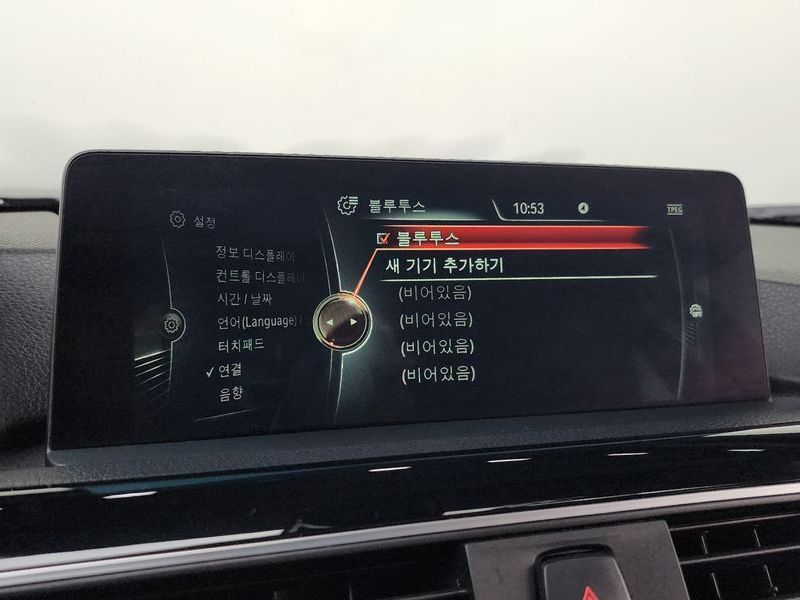 설정
정보 디스플레이
컨트롤 디스플레이
시간 / 날짜
언어(Language) /
터치패드
연결
음향
블루투스
10:53
TPEG
블루투스
새 기기 추가하기
(비어있음)
(비어있음)
(비어있음)
(비어있음)